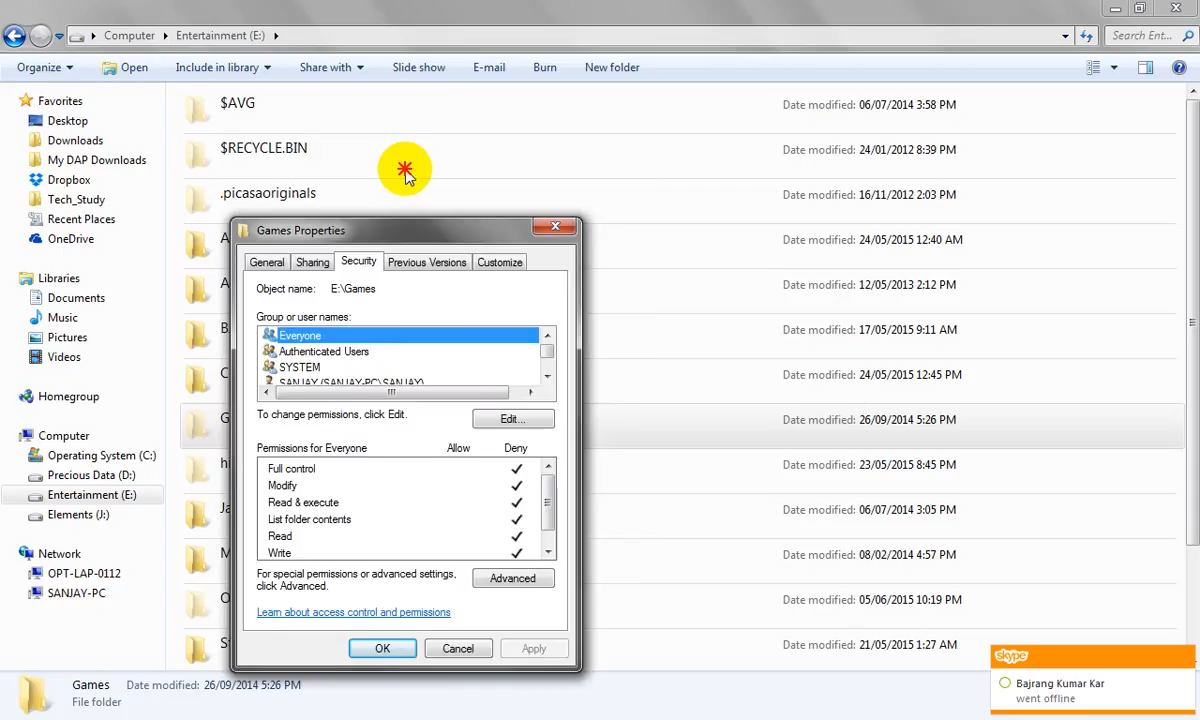 Computer Entertainment (E:)
Search Ent...
Organize Open Include in library Share with Slide show E-mail Burn New folder
Favorites
Desktop
Downloads
My DAP Downloads
Dropbox
Tech_Study
Recent Places
OneDrive
Libraries
Documents
Music
Pictures
Videos
Homegroup
Computer
Operating System (C:)
Precious Data (D:)
Entertainment (E:)
Elements (J:)
Network
OPT-LAP-0112
SANJAY-PC
$AVG Date modified: 06/07/2014 3:58 PM
$RECYCLE.BIN Date modified: 24/01/2012 8:39 PM
.picasaoriginals Date modified: 16/11/2012 2:03 PM
Date modified: 24/05/2015 12:40 AM
Date modified: 12/05/2013 2:12 PM
Date modified: 17/05/2015 9:11 AM
Date modified: 24/05/2015 12:45 PM
Date modified: 26/09/2014 5:26 PM
Date modified: 23/05/2015 8:45 PM
Date modified: 06/07/2014 3:05 PM
Date modified: 08/02/2014 4:57 PM
Date modified: 05/06/2015 10:19 PM
Date modified: 21/05/2015 1:27 AM
Games Properties
General Sharing Security Previous Versions Customize
Object name: E:\Games
Group or user names:
Everyone
Authenticated Users
SYSTEM
SANJAY (SANJAY-PC\SANJAY)
To change permissions, click Edit.
Edit...
Permissions for Everyone Allow Deny
Full control
Modify
Read & execute
List folder contents
Read
Write
For special permissions or advanced settings,
click Advanced.
Advanced
Learn about access control and permissions
OK Cancel Apply
Games Date modified: 26/09/2014 5:26 PM
File folder
skype
Bajrang Kumar Kar
went offline